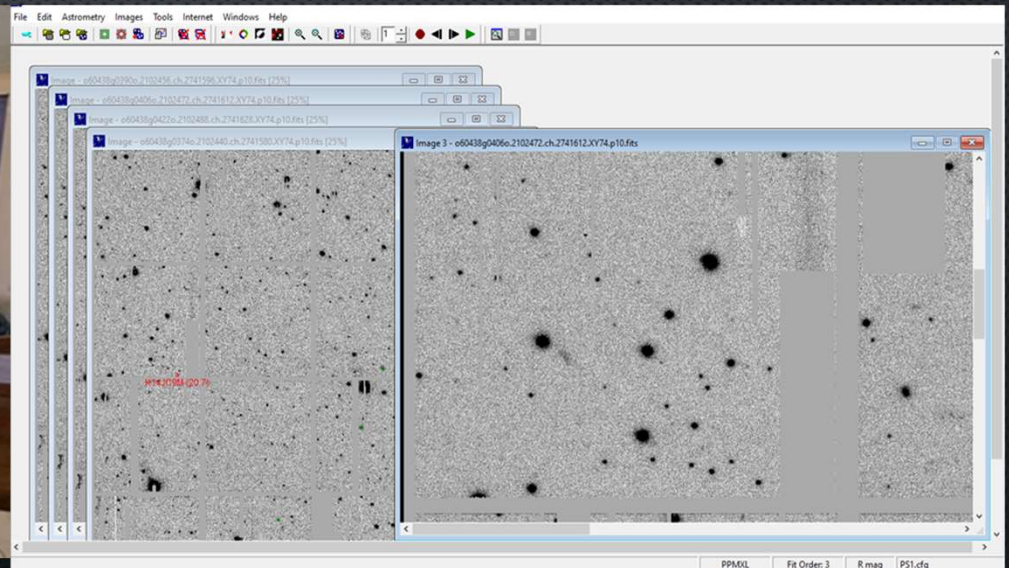 File Edit Astrometry Images Tools Internet Windows Help
1
Image - o60438g0390o.2102456.ch.2741596.XY74.p10.fits [25%]
Image - o60438g0406o.2102472.ch.2741612.XY74.p10.fits [25%]
Image - o60438g0422o.2102488.ch.2741628.XY74.p10.fits [25%]
Image - o60438g0374o.2102440.ch.2741580.XY74.p10.fits [25%]
Image 3 - o60438g0406o.2102472.ch.2741612.XY74.p10.fits
PPMXL Fit Order: 3 R mag PS1.cfg